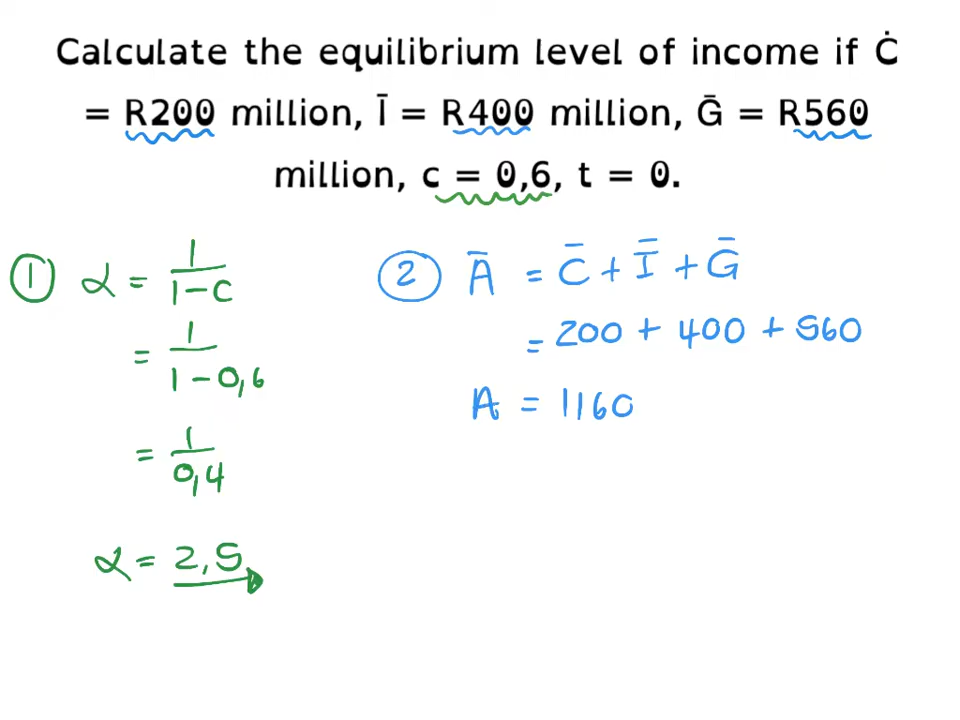 Calculate the equilibrium level of income if Ċ
= R200 million, Ī = R400 million, Ḡ = R560
million, c = 0,6, t = 0.
① α = 1/(1-c)
= 1/(1-0,6)
= 1/0,4
α = 2,5
② Ā = C̄ + Ī + Ḡ
= 200 + 400 + 560
A = 1160